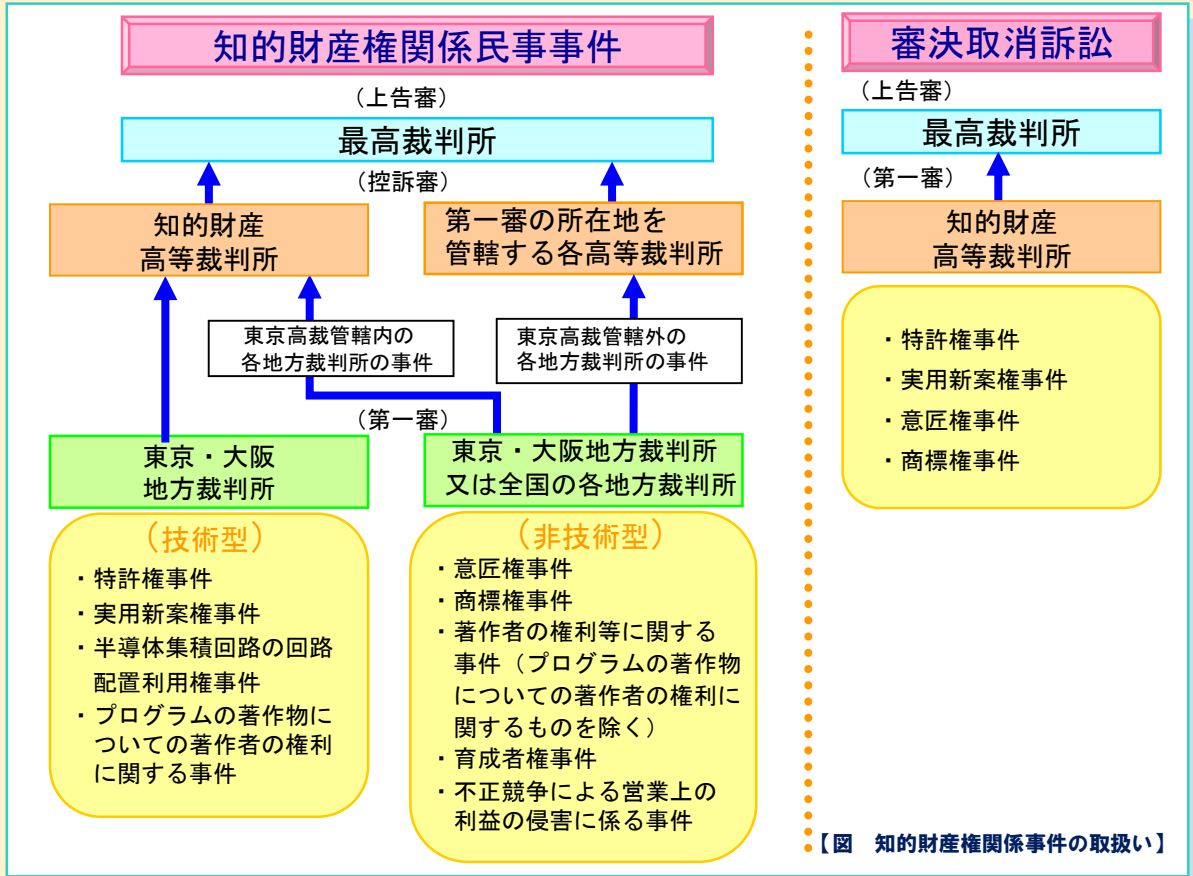 知的財産権関係民事事件
（上告審）
最高裁判所
（控訴審）
知的財産
高等裁判所
第一審の所在地を
管轄する各高等裁判所
東京高裁管轄内の
各地方裁判所の事件
東京高裁管轄外の
各地方裁判所の事件
（第一審）
東京・大阪
地方裁判所
東京・大阪地方裁判所
又は全国の各地方裁判所
（技術型）
・特許権事件
・実用新案権事件
・半導体集積回路の回路
配置利用権事件
・プログラムの著作物に
ついての著作者の権利
に関する事件
（非技術型）
・意匠権事件
・商標権事件
・著作者の権利等に関する
事件（プログラムの著作物
についての著作者の権利に
関するものを除く）
・育成者権事件
・不正競争による営業上の
利益の侵害に係る事件
審決取消訴訟
（上告審）
最高裁判所
（第一審）
知的財産
高等裁判所
・特許権事件
・実用新案権事件
・意匠権事件
・商標権事件
【図　知的財産権関係事件の取扱い】